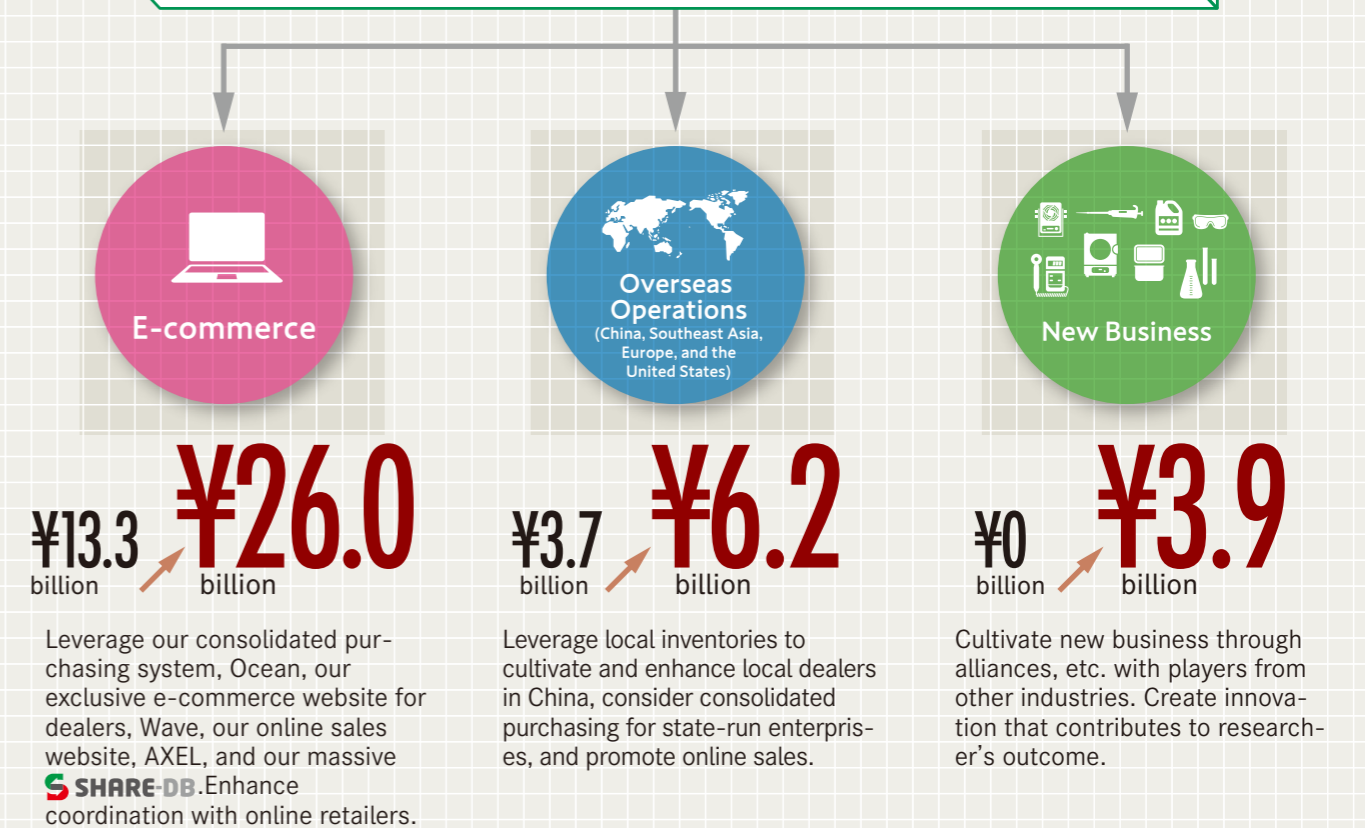 E-commerce
Overseas
Operations
(China, Southeast Asia,
Europe, and the
United States)
New Business
¥13.3
billion
¥26.0
billion
¥3.7
billion
¥6.2
billion
¥0
billion
¥3.9
billion
Leverage our consolidated pur-
chasing system, Ocean, our
exclusive e-commerce website for
dealers, Wave, our online sales
website, AXEL, and our massive
SHARE-DB.Enhance
coordination with online retailers.
Leverage local inventories to
cultivate and enhance local dealers
in China, consider consolidated
purchasing for state-run enterpris-
es, and promote online sales.
Cultivate new business through
alliances, etc. with players from
other industries. Create innova-
tion that contributes to research-
er's outcome.